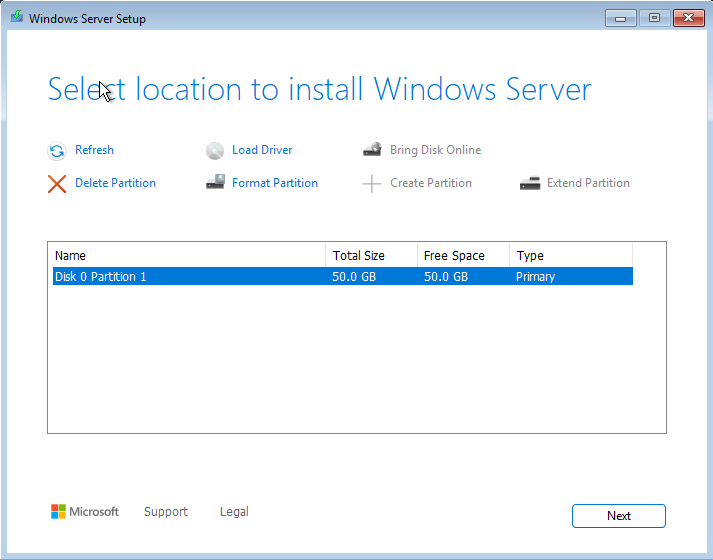 Windows Server Setup
Select location to install Windows Server
Refresh Load Driver Bring Disk Online
Delete Partition Format Partition Create Partition Extend Partition
Name Total Size Free Space Type
Disk 0 Partition 1 50.0 GB 50.0 GB Primary
Microsoft Support Legal Next